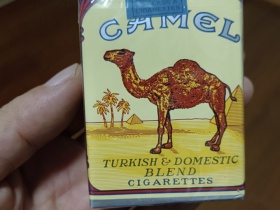 CAMEL
TURKISH & DOMESTIC
BLEND
CIGARETTES